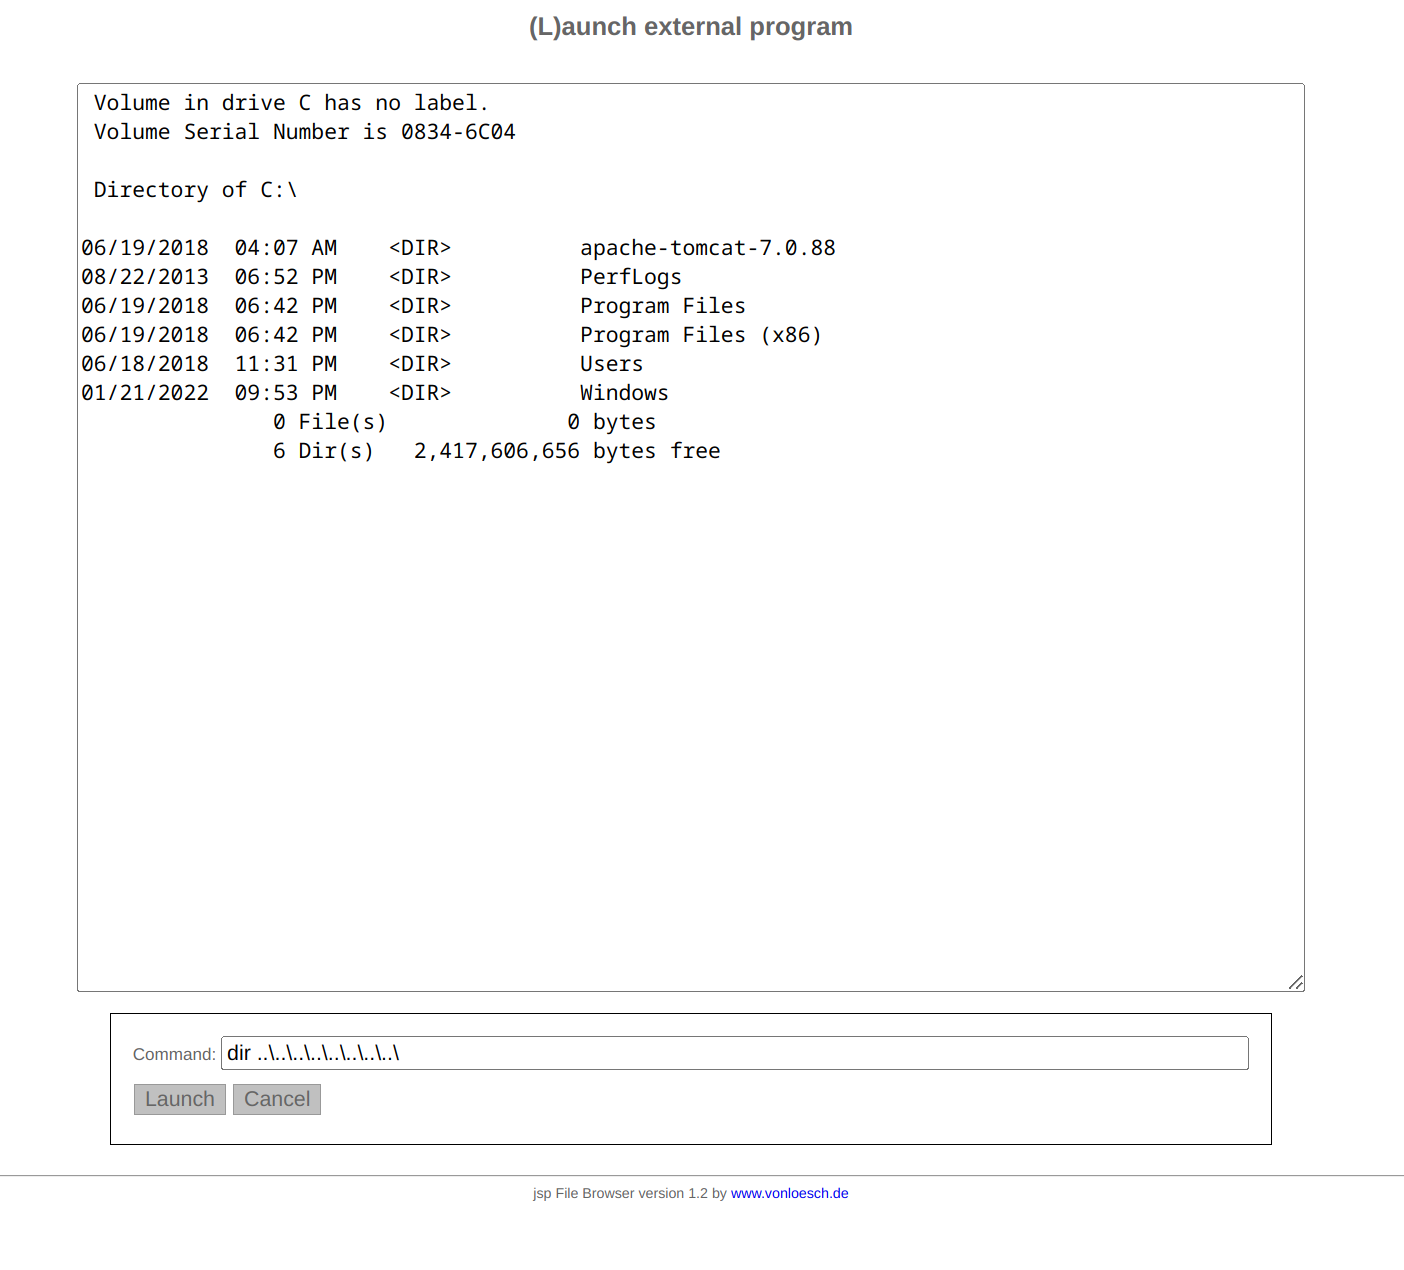 (L)aunch external program
Volume in drive C has no label.
Volume Serial Number is 0834-6C04
Directory of C:\
06/19/2018  04:07 AM    <DIR>          apache-tomcat-7.0.88
08/22/2013  06:52 PM    <DIR>          PerfLogs
06/19/2018  06:42 PM    <DIR>          Program Files
06/19/2018  06:42 PM    <DIR>          Program Files (x86)
06/18/2018  11:31 PM    <DIR>          Users
01/21/2022  09:53 PM    <DIR>          Windows
0 File(s)              0 bytes
6 Dir(s)   2,417,606,656 bytes free
Command: dir ..\..\..\..\..\..\..\..\
Launch Cancel
jsp File Browser version 1.2 by www.vonloesch.de